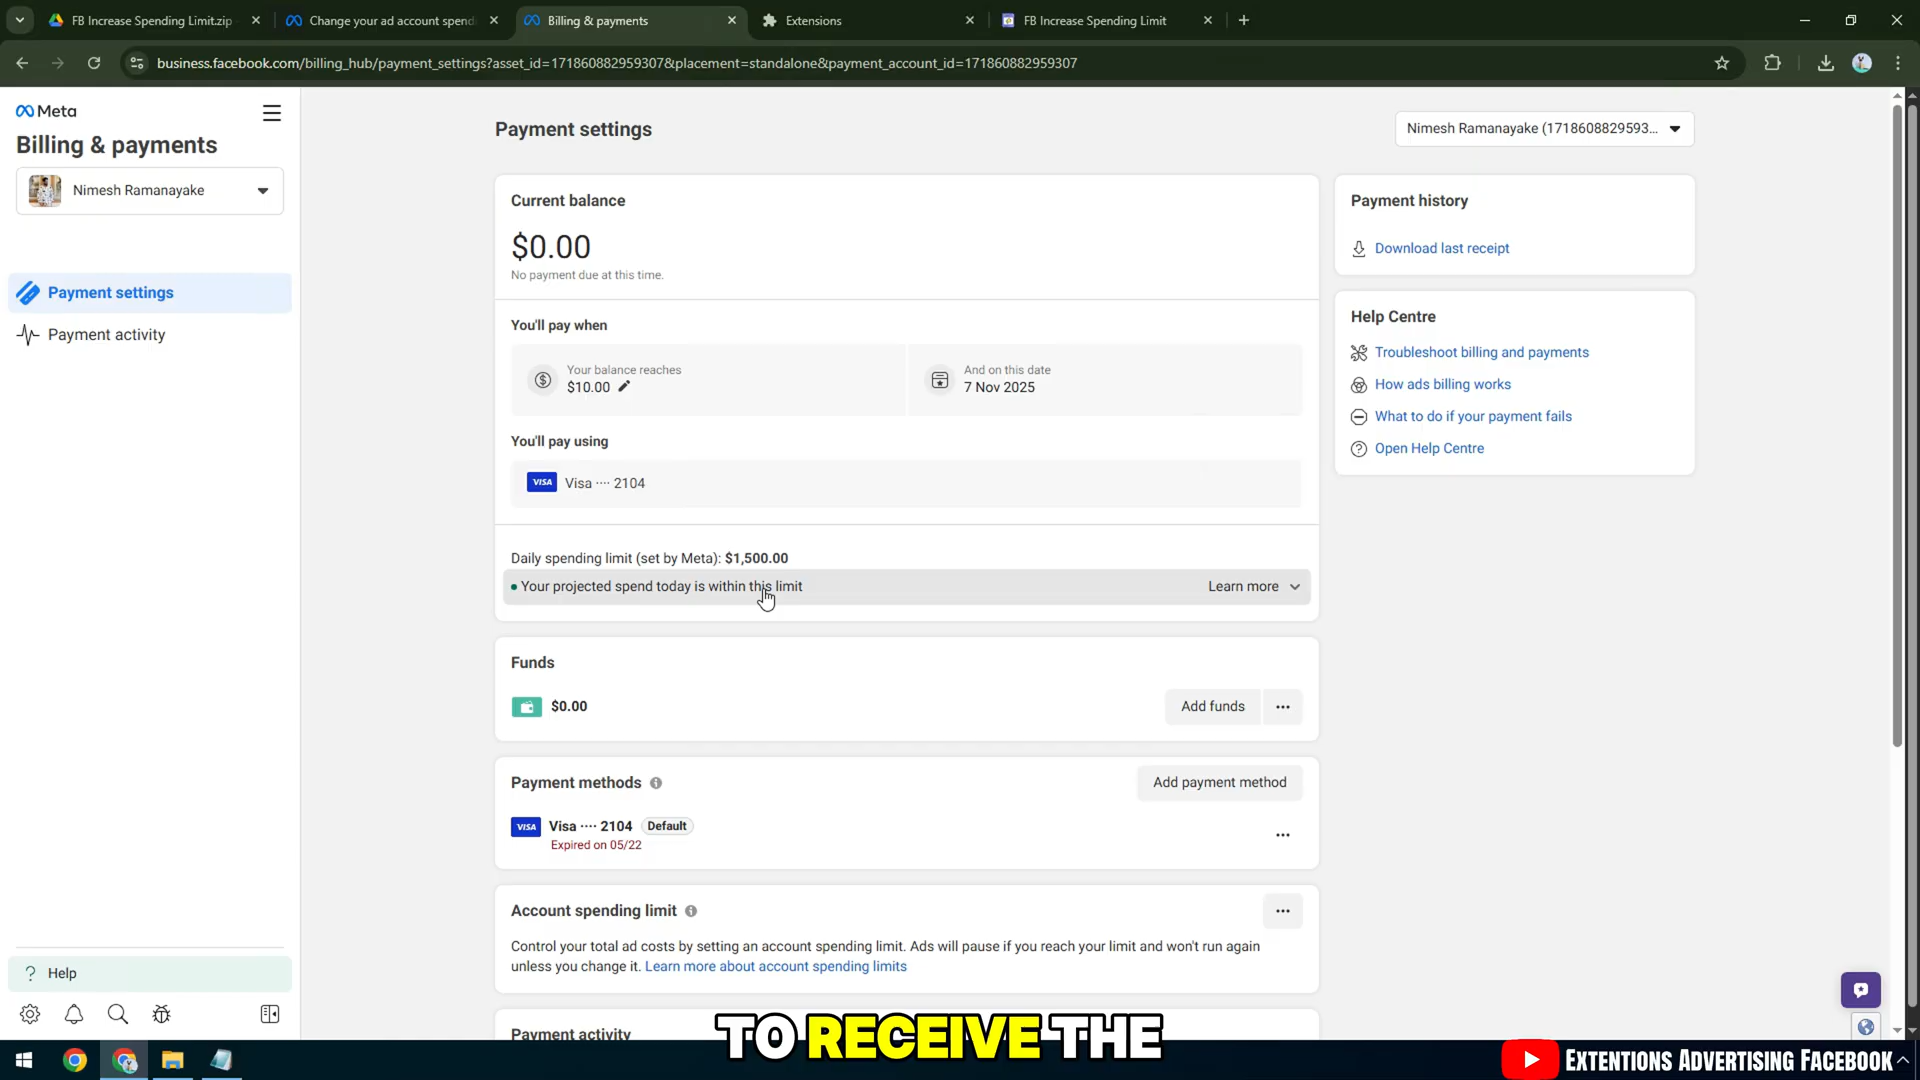 FB Increase Spending Limit.zip
Change your ad account spend
Billing & payments
Extensions
FB Increase Spending Limit
business.facebook.com/billing_hub/payment_settings?asset_id=171860882959307&placement=standalone&payment_account_id=171860882959307
Meta
Billing & payments
Nimesh Ramanayake
Payment settings
Payment activity
Help
Payment settings
Nimesh Ramanayake (1718608829593...
Current balance
$0.00
No payment due at this time.
You'll pay when
Your balance reaches
$10.00
And on this date
7 Nov 2025
You'll pay using
VISA Visa ···· 2104
Daily spending limit (set by Meta): $1,500.00
Your projected spend today is within this limit
Learn more
Funds
$0.00
Add funds
Payment methods
Add payment method
VISA Visa ···· 2104 Default
Expired on 05/22
Account spending limit
Control your total ad costs by setting an account spending limit. Ads will pause if you reach your limit and won't run again
unless you change it. Learn more about account spending limits
Payment activity
Payment history
Download last receipt
Help Centre
Troubleshoot billing and payments
How ads billing works
What to do if your payment fails
Open Help Centre
TO RECEIVE THE
Extentions Advertising Facebook